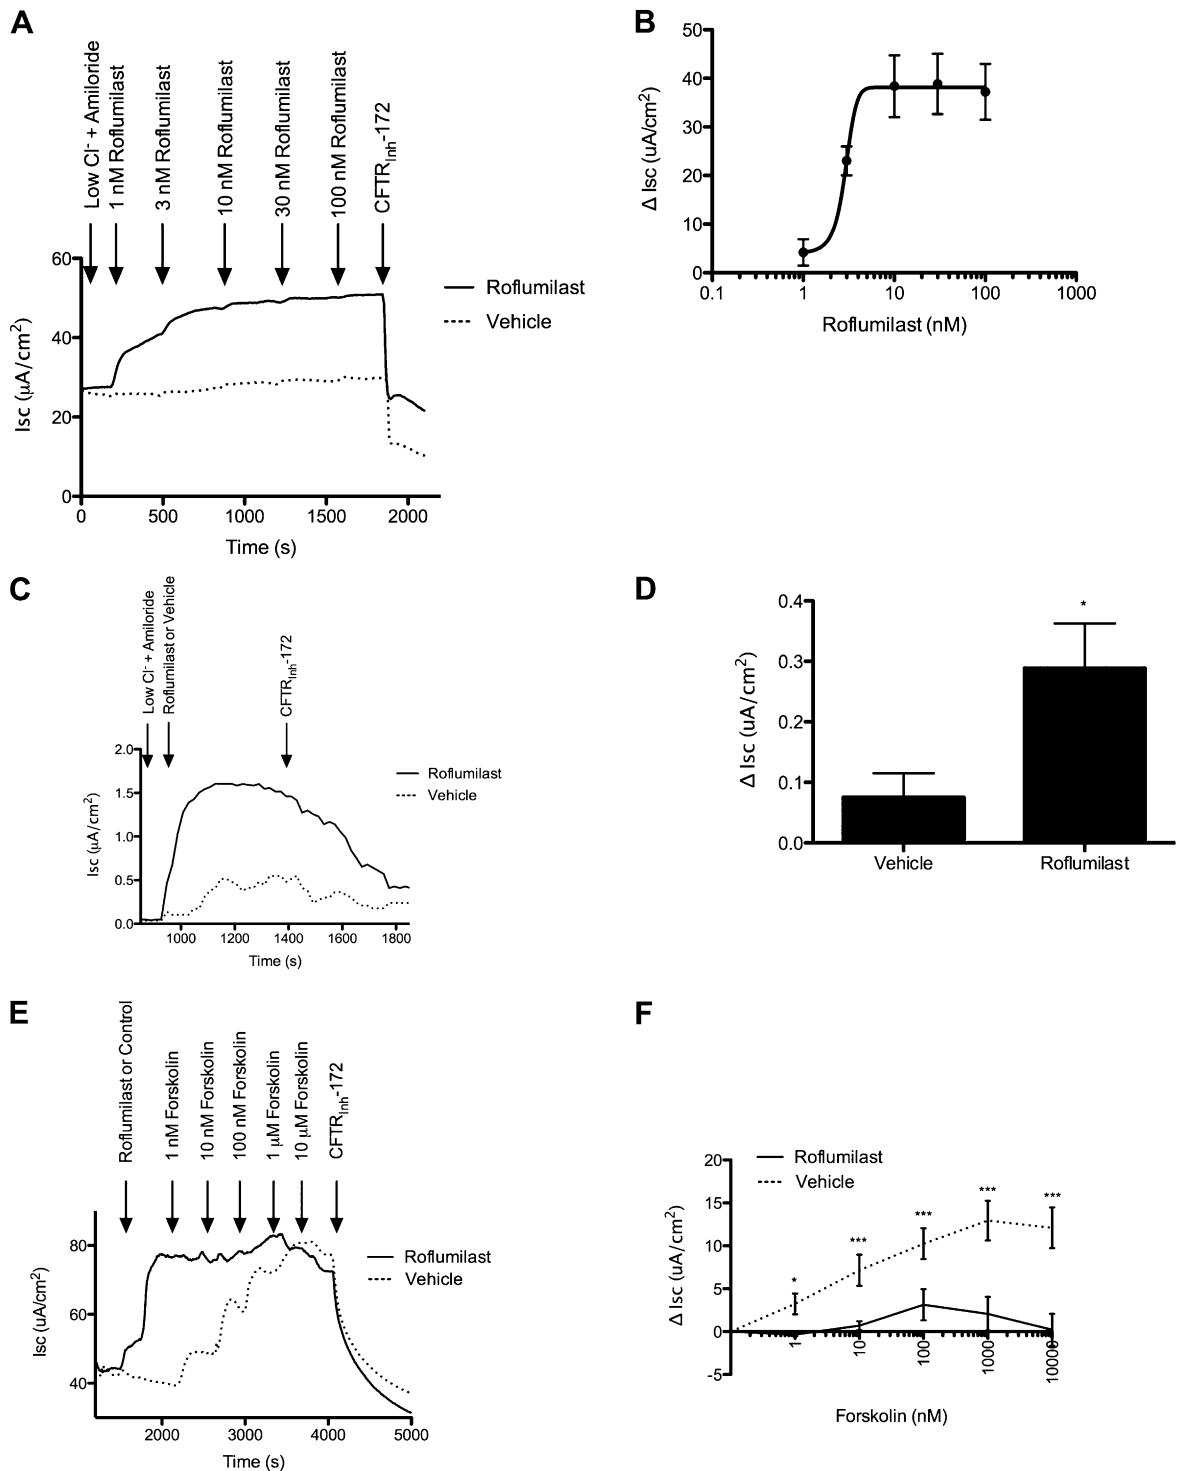 A
Low Cl- + Amiloride
1 nM Roflumilast
3 nM Roflumilast
10 nM Roflumilast
30 nM Roflumilast
100 nM Roflumilast
CFTRInh-172
60
40
20
0
Isc (μA/cm2)
0 500 1000 1500 2000
Time (s)
Roflumilast
Vehicle
B
50
40
30
20
10
0
Δ Isc (uA/cm2)
0.1 1 10 100 1000
Roflumilast (nM)
C
Low Cl- + Amiloride
Roflumilast or Vehicle
CFTRInh-172
2.0
1.5
1.0
0.5
0.0
Isc (μA/cm2)
1000 1200 1400 1600 1800
Time (s)
Roflumilast
Vehicle
D
0.4
0.3
0.2
0.1
0.0
Δ Isc (uA/cm2)
*
Vehicle Roflumilast
E
Roflumilast or Control
1 nM Forskolin
10 nM Forskolin
100 nM Forskolin
1 μM Forskolin
10 μM Forskolin
CFTRInh-172
80
60
40
Isc (uA/cm2)
2000 3000 4000 5000
Time (s)
Roflumilast
Vehicle
F
Roflumilast
Vehicle
20
15
10
5
0
-5
Δ Isc (uA/cm2)
* *** *** *** ***
1 10 100 1000 10000
Forskolin (nM)